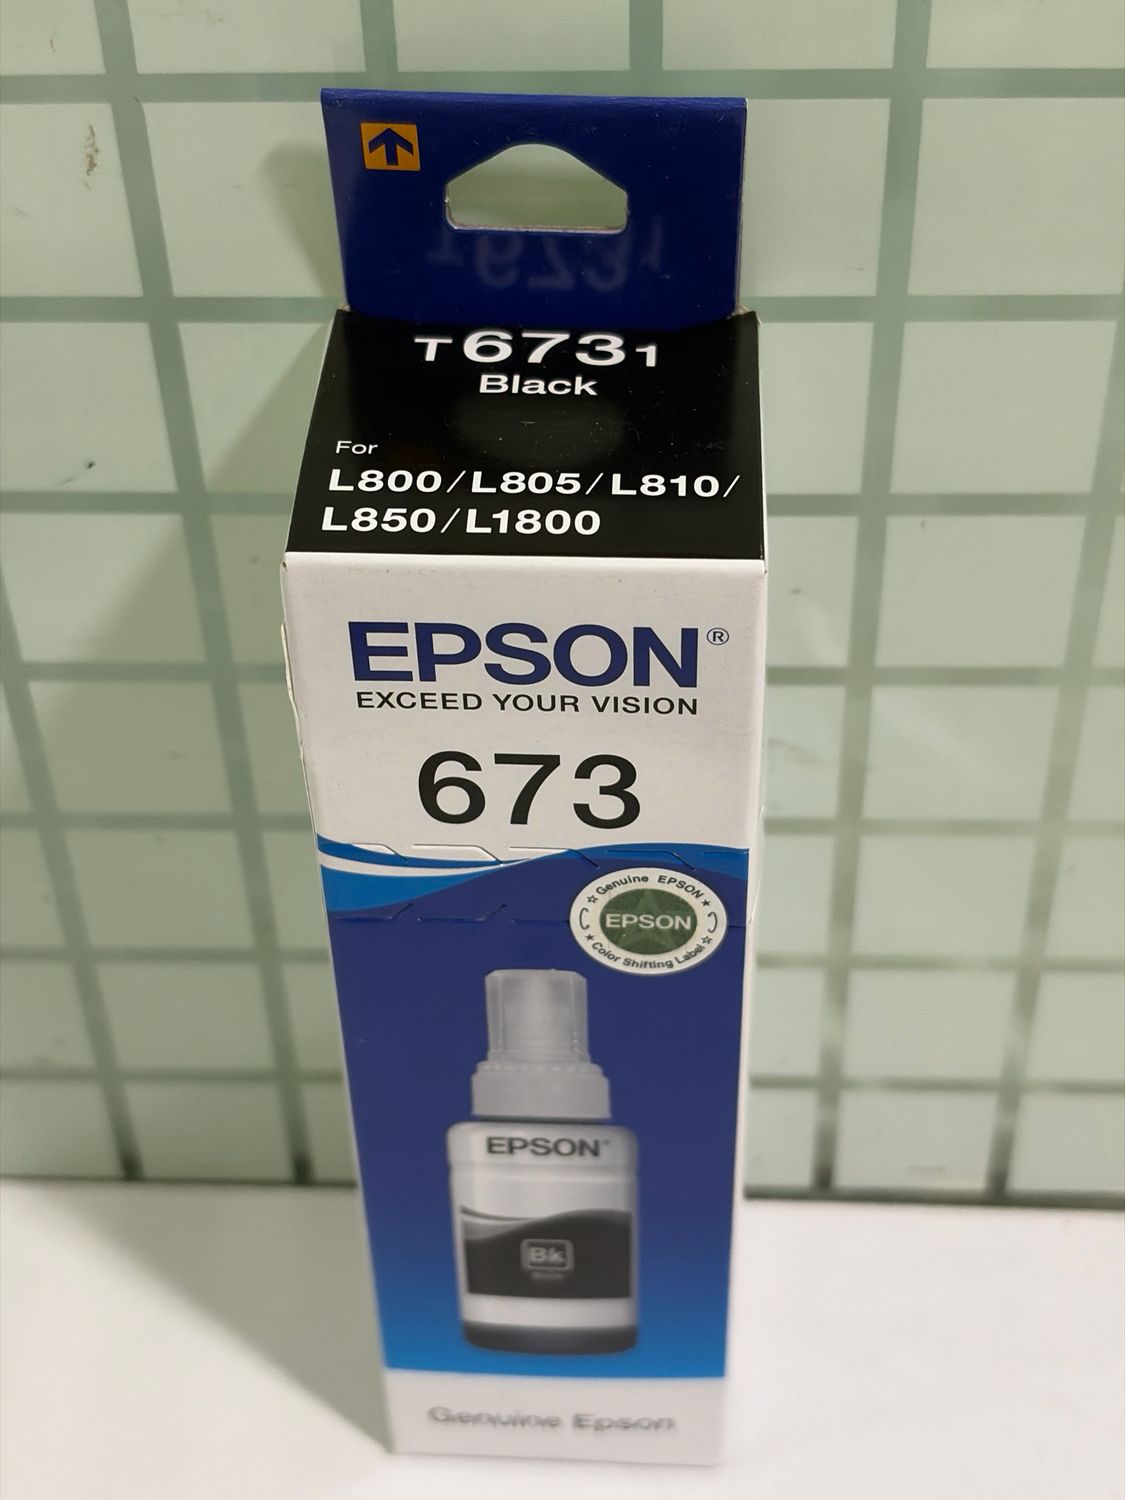 T6731
Black
For
L800/L805/L810/
L850/L1800
EPSON®
EXCEED YOUR VISION
673
Genuine EPSON
EPSON
Color Shifting Label
EPSON
Bk
Genuine Epson